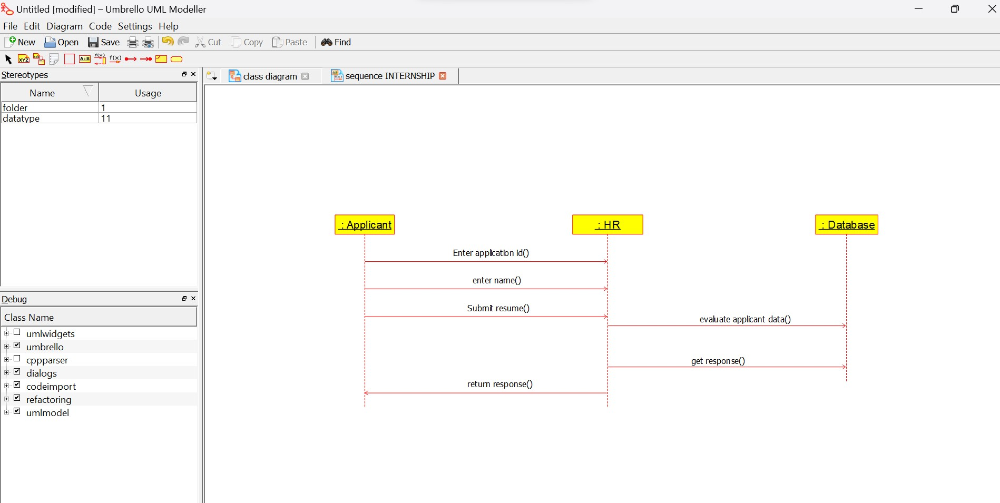 Untitled [modified] – Umbrello UML Modeller
File Edit Diagram Code Settings Help
New Open Save Cut Copy Paste Find
XYZ XYZ A:B f(x) f(x)
Stereotypes
Name Usage
folder 1
datatype 11
Debug
Class Name
umlwidgets
umbrello
cppparser
dialogs
codeimport
refactoring
umlmodel
class diagram sequence INTERNSHIP
: Applicant : HR : Database
Enter application id()
enter name()
Submit resume()
evaluate applicant data()
get response()
return response()